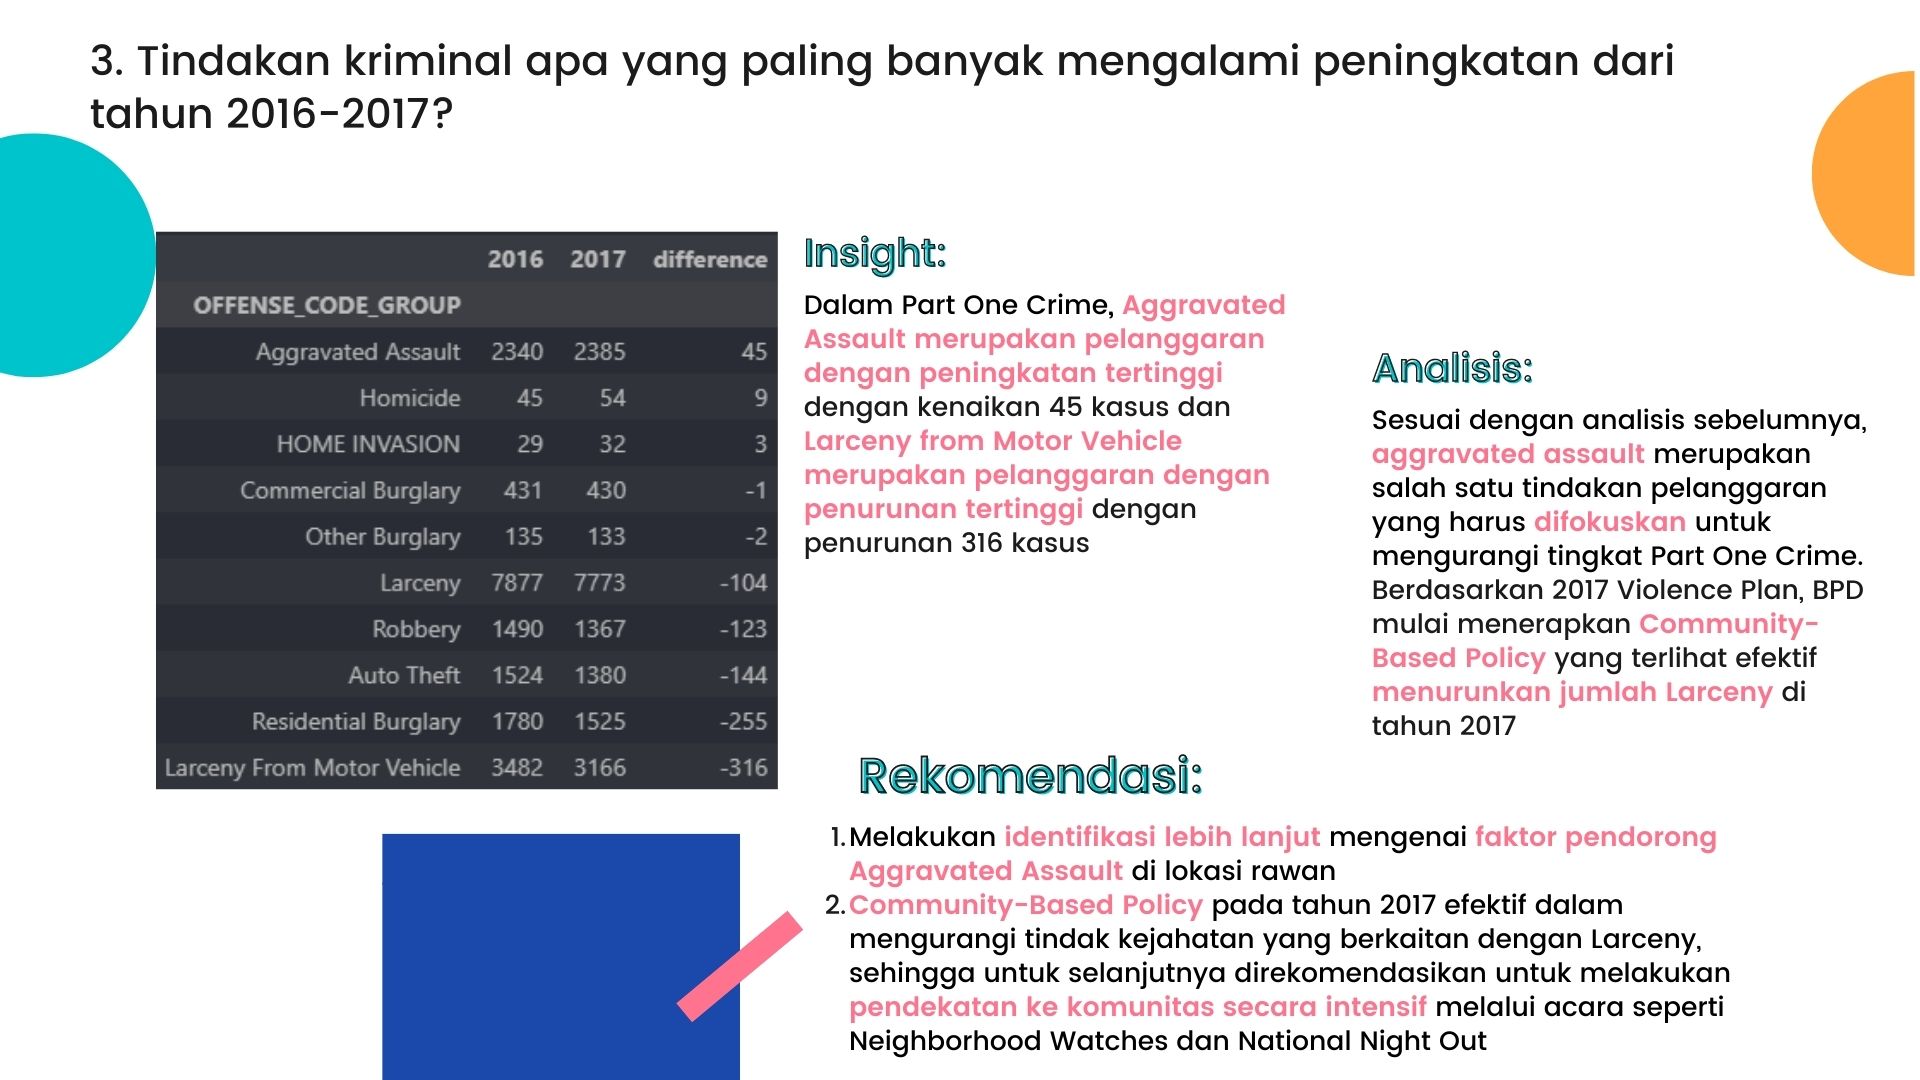 3. Tindakan kriminal apa yang paling banyak mengalami peningkatan dari
tahun 2016-2017?
2016 2017 difference
OFFENSE_CODE_GROUP
Aggravated Assault 2340 2385 45
Homicide 45 54 9
HOME INVASION 29 32 3
Commercial Burglary 431 430 -1
Other Burglary 135 133 -2
Larceny 7877 7773 -104
Robbery 1490 1367 -123
Auto Theft 1524 1380 -144
Residential Burglary 1780 1525 -255
Larceny From Motor Vehicle 3482 3166 -316
Insight:
Dalam Part One Crime, Aggravated
Assault merupakan pelanggaran
dengan peningkatan tertinggi
dengan kenaikan 45 kasus dan
Larceny from Motor Vehicle
merupakan pelanggaran dengan
penurunan tertinggi dengan
penurunan 316 kasus
Analisis:
Sesuai dengan analisis sebelumnya,
aggravated assault merupakan
salah satu tindakan pelanggaran
yang harus difokuskan untuk
mengurangi tingkat Part One Crime.
Berdasarkan 2017 Violence Plan, BPD
mulai menerapkan Community-
Based Policy yang terlihat efektif
menurunkan jumlah Larceny di
tahun 2017
Rekomendasi:
1. Melakukan identifikasi lebih lanjut mengenai faktor pendorong
Aggravated Assault di lokasi rawan
2. Community-Based Policy pada tahun 2017 efektif dalam
mengurangi tindak kejahatan yang berkaitan dengan Larceny,
sehingga untuk selanjutnya direkomendasikan untuk melakukan
pendekatan ke komunitas secara intensif melalui acara seperti
Neighborhood Watches dan National Night Out